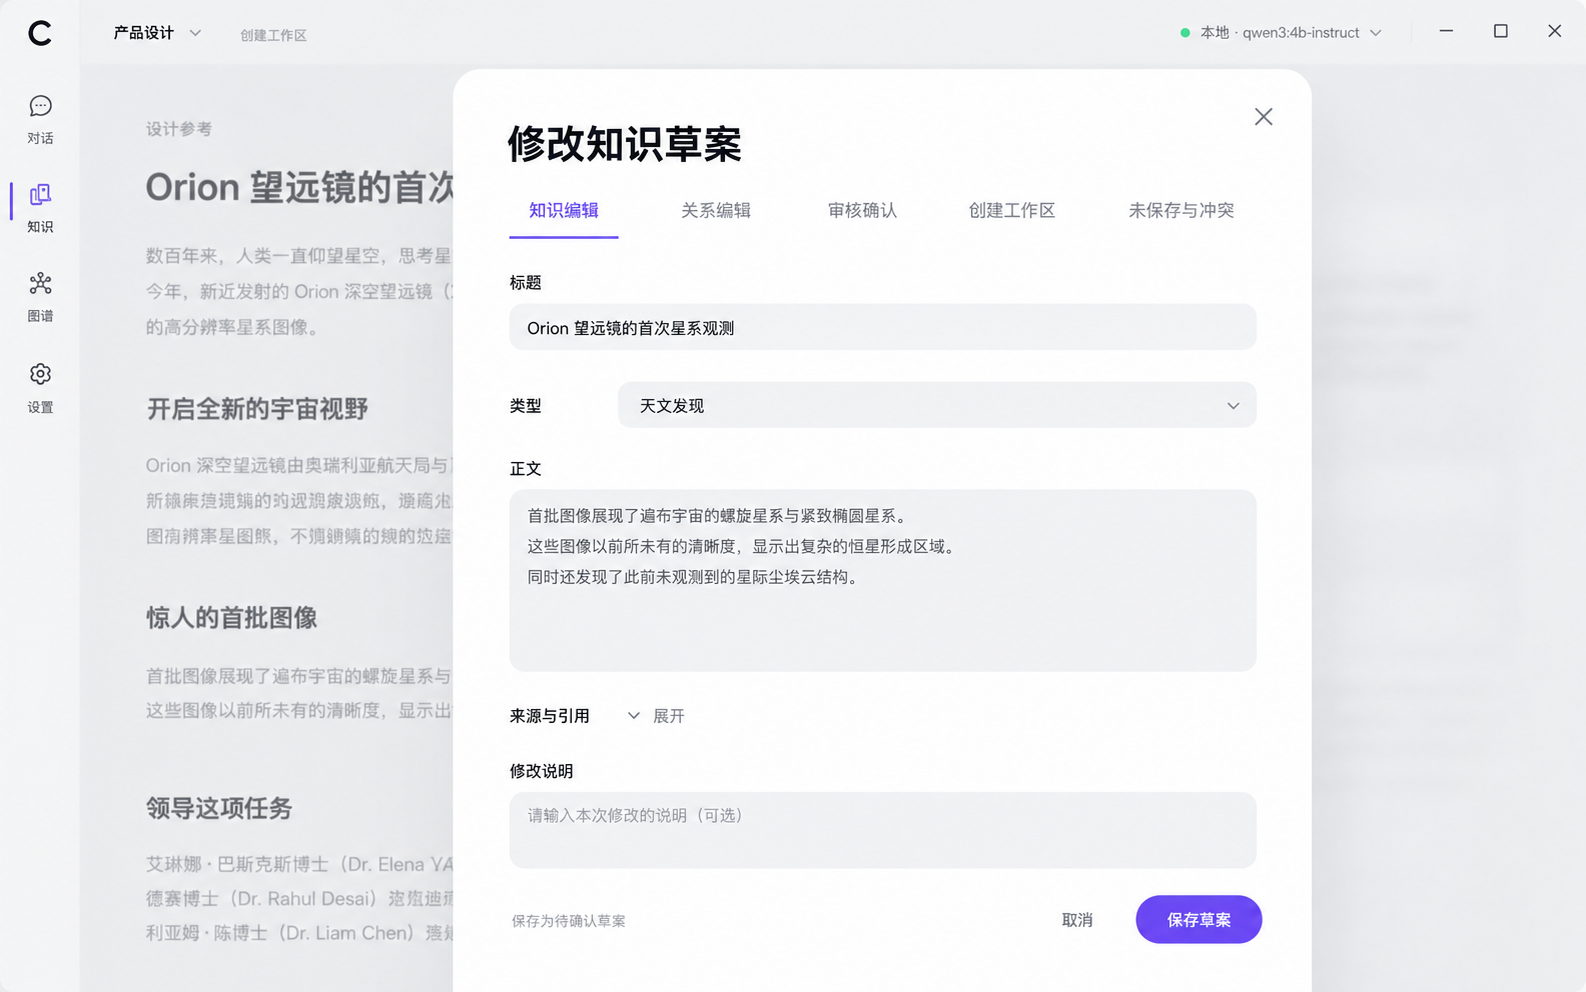 C
产品设计
创建工作区
本地 · qwen3:4b-instruct
对话
知识
图谱
设置
设计参考
Orion 望远镜的首次
数百年来，人类一直仰望星空，思考星
今年，新近发射的 Orion 深空望远镜（
的高分辨率星系图像。
开启全新的宇宙视野
Orion 深空望远镜由奥瑞利亚航天局与
惊人的首批图像
首批图像展现了遍布宇宙的螺旋星系与
这些图像以前所未有的清晰度，显示出
领导这项任务
艾琳娜 · 巴斯克斯博士（Dr. Elena
德赛博士（Dr. Rahul Desai）
利亚姆 · 陈博士（Dr. Liam Chen）
修改知识草案
知识编辑
关系编辑
审核确认
创建工作区
未保存与冲突
标题
Orion 望远镜的首次星系观测
类型
天文发现
正文
首批图像展现了遍布宇宙的螺旋星系与紧致椭圆星系。
这些图像以前所未有的清晰度，显示出复杂的恒星形成区域。
同时还发现了此前未观测到的星际尘埃云结构。
来源与引用
展开
修改说明
请输入本次修改的说明（可选）
保存为待确认草案
取消
保存草案